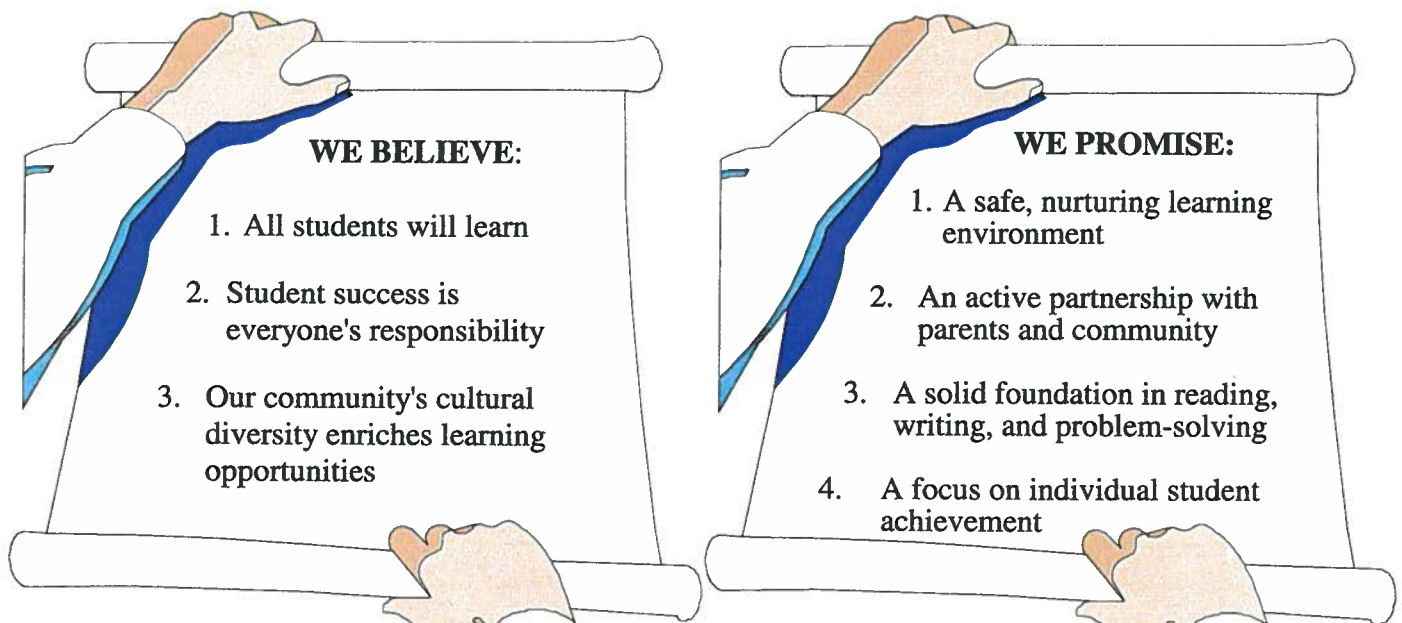 WE BELIEVE:
1. All students will learn
2. Student success is
everyone's responsibility
3. Our community's cultural
diversity enriches learning
opportunities
WE PROMISE:
1. A safe, nurturing learning
environment
2. An active partnership with
parents and community
3. A solid foundation in reading,
writing, and problem-solving
4. A focus on individual student
achievement